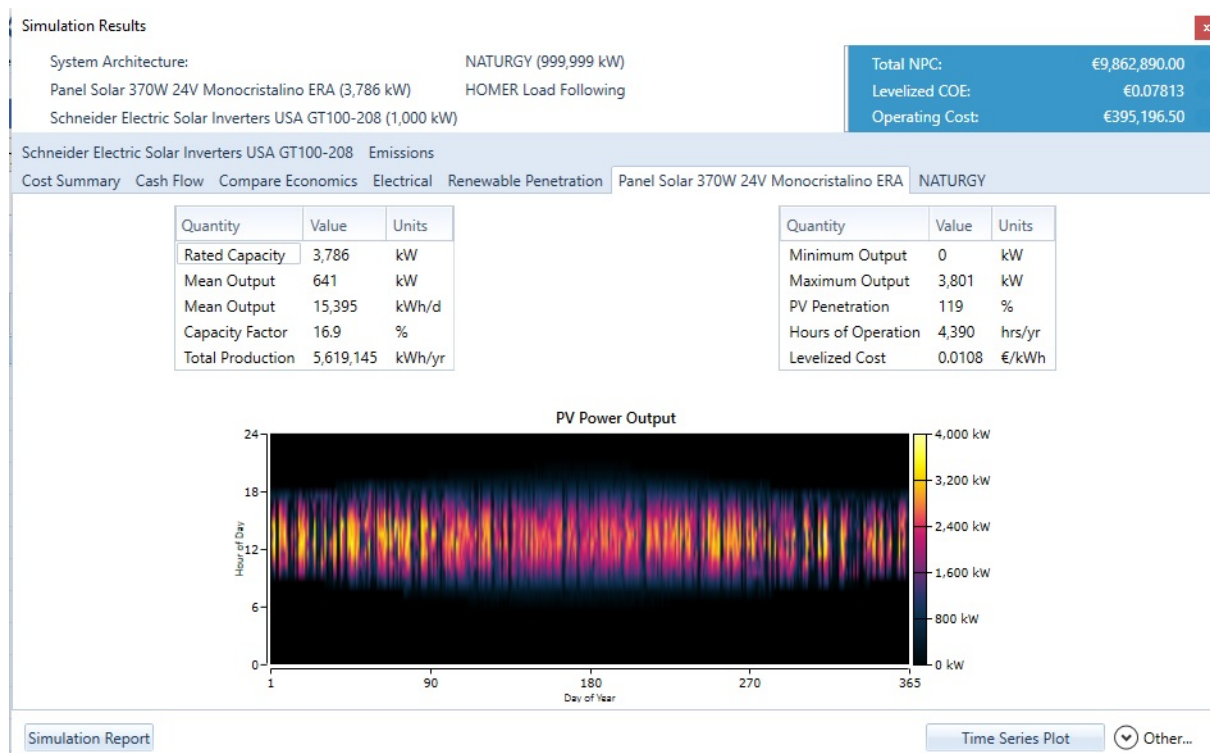 Simulation Results
x
System Architecture:
NATURGY (999,999 kW)
Panel Solar 370W 24V Monocristalino ERA (3,786 kW)
HOMER Load Following
Schneider Electric Solar Inverters USA GT100-208 (1,000 kW)
Total NPC: €9,862,890.00
Levelized COE: €0.07813
Operating Cost: €395,196.50
Schneider Electric Solar Inverters USA GT100-208 Emissions
Cost Summary Cash Flow Compare Economics Electrical Renewable Penetration Panel Solar 370W 24V Monocristalino ERA NATURGY
Quantity Value Units
Rated Capacity 3,786 kW
Mean Output 641 kW
Mean Output 15,395 kWh/d
Capacity Factor 16.9 %
Total Production 5,619,145 kWh/yr
Quantity Value Units
Minimum Output 0 kW
Maximum Output 3,801 kW
PV Penetration 119 %
Hours of Operation 4,390 hrs/yr
Levelized Cost 0.0108 €/kWh
PV Power Output
Hour of Day
24
18
12
6
0
1 90 180 270 365
Day of Year
4,000 kW
3,200 kW
2,400 kW
1,600 kW
800 kW
0 kW
Simulation Report
Time Series Plot
Other...